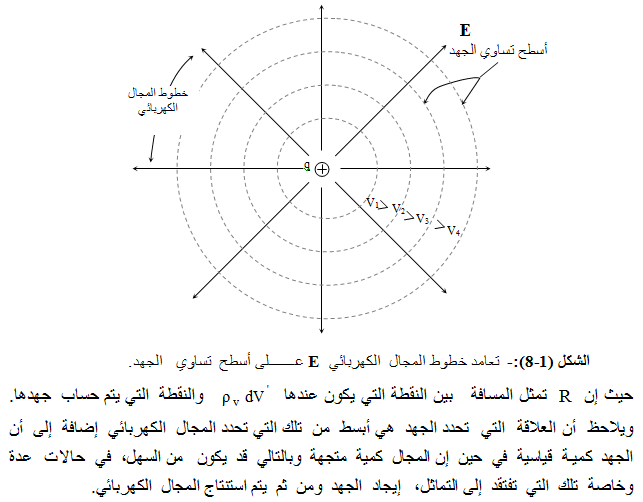 E
أسطح تساوي الجهد
خطوط المجال
الكهربائي
q
+
V1> V2 >V3 >V4
الشكل (1-8):- تعامد خطوط المجال الكهربائي E عـــــلى أسطح تساوي الجهد.
حيث إن R تمثل المسافة بين النقطة التي يكون عندها ρv dV' والنقطة التي يتم حساب جهدها.
ويلاحظ أن العلاقة التي تحدد الجهد هي أبسط من تلك التي تحدد المجال الكهربائي إضافة إلى أن
الجهد كمية قياسية في حين إن المجال كمية متجهة وبالتالي قد يكون من السهل، في حالات عدة
وخاصة تلك التي تفتقد إلى التماثل، إيجاد الجهد ومن ثم يتم استنتاج المجال الكهربائي.